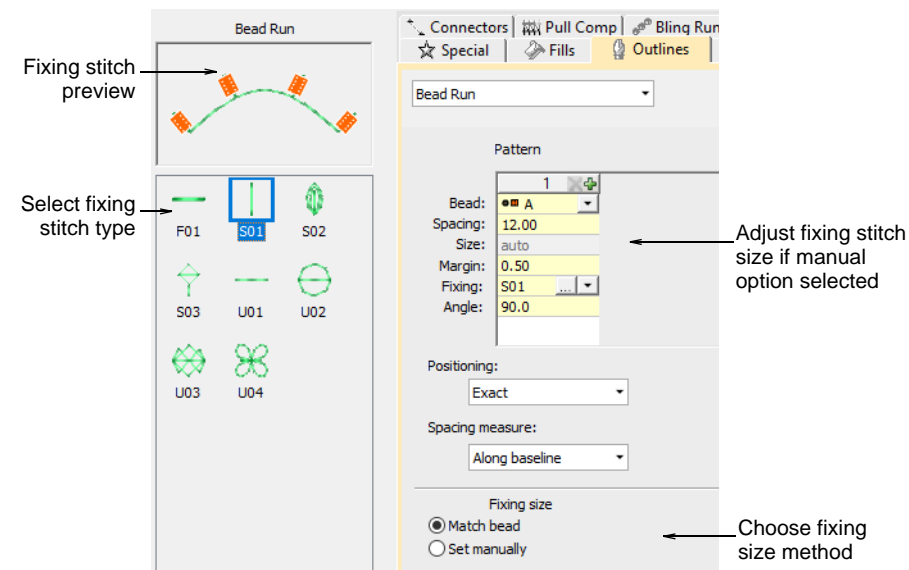 Bead Run
Fixing stitch
preview
Select fixing
stitch type
F01
S01
S02
S03
U01
U02
U03
U04
Connectors
Pull Comp
Bling Run
Special
Fills
Outlines
Bead Run
Pattern
1
Bead: A
Spacing: 12.00
Size: auto
Margin: 0.50
Fixing: S01 ...
Angle: 90.0
Adjust fixing stitch
size if manual
option selected
Positioning:
Exact
Spacing measure:
Along baseline
Fixing size
Match bead
Set manually
Choose fixing
size method